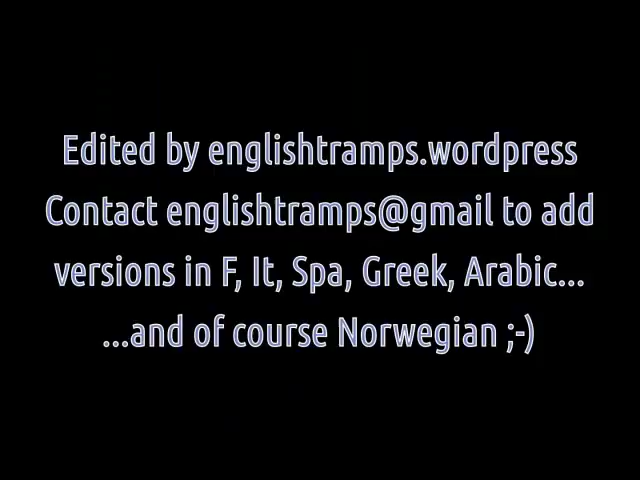 Edited by englishtramps.wordpress
Contact englishtramps@gmail to add
versions in F, It, Spa, Greek, Arabic...
...and of course Norwegian ;-)